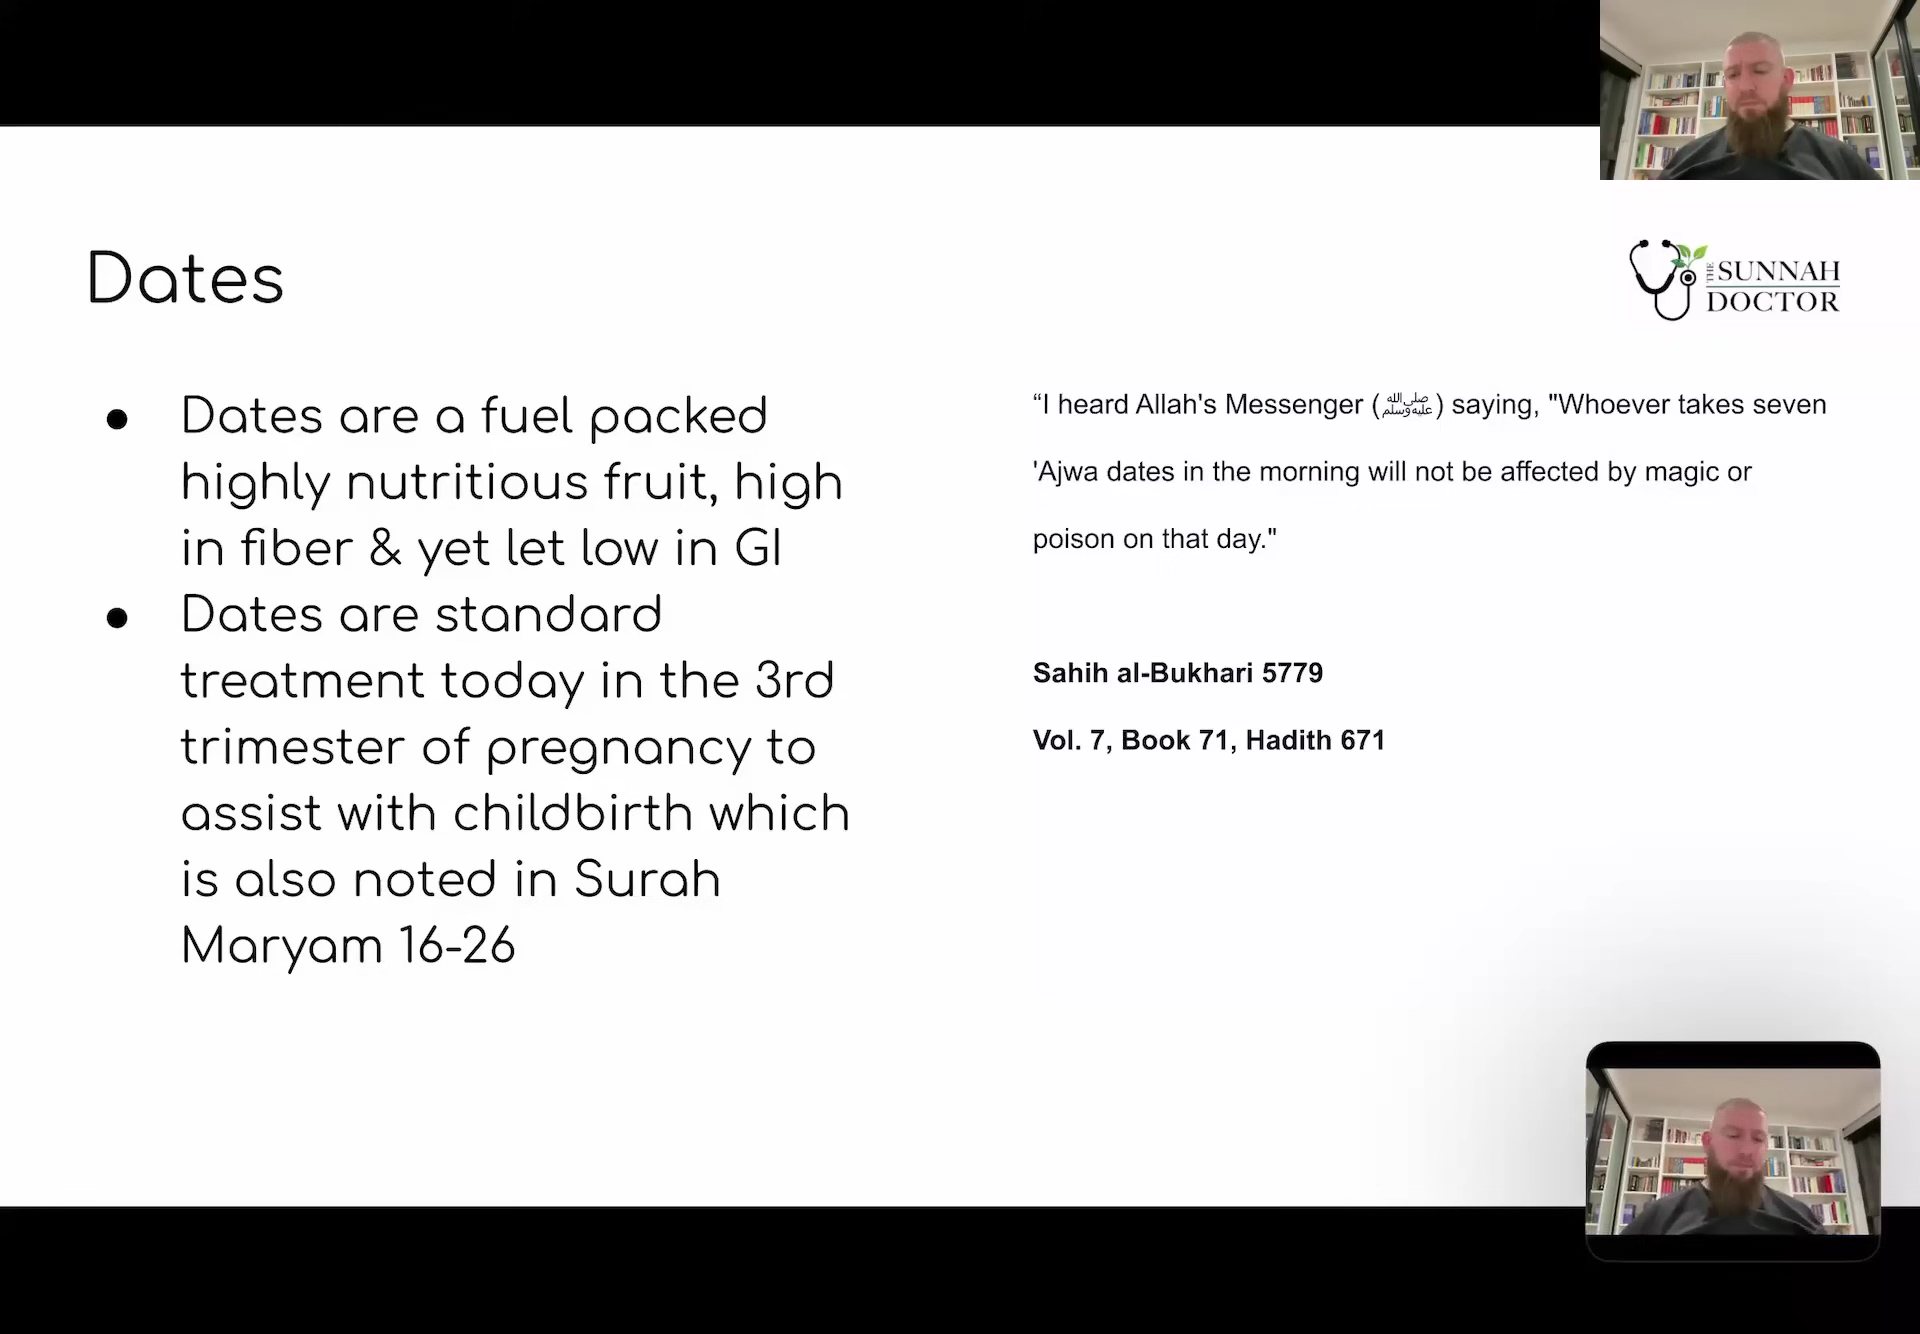 Dates
THE SUNNAH
DOCTOR
● Dates are a fuel packed
highly nutritious fruit, high
in fiber & yet let low in GI
● Dates are standard
treatment today in the 3rd
trimester of pregnancy to
assist with childbirth which
is also noted in Surah
Maryam 16-26
“I heard Allah's Messenger (ﷺ) saying, "Whoever takes seven
'Ajwa dates in the morning will not be affected by magic or
poison on that day."
Sahih al-Bukhari 5779
Vol. 7, Book 71, Hadith 671